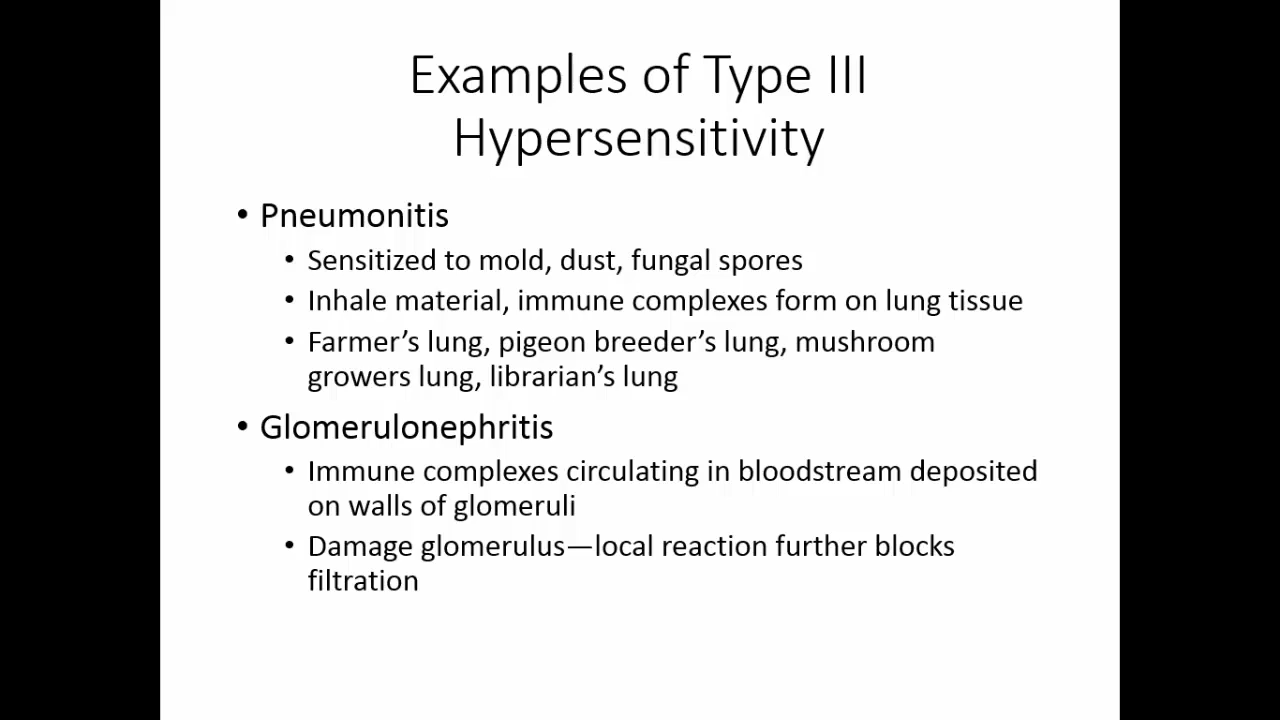 Examples of Type III
Hypersensitivity
• Pneumonitis
• Sensitized to mold, dust, fungal spores
• Inhale material, immune complexes form on lung tissue
• Farmer’s lung, pigeon breeder’s lung, mushroom
growers lung, librarian’s lung
• Glomerulonephritis
• Immune complexes circulating in bloodstream deposited
on walls of glomeruli
• Damage glomerulus—local reaction further blocks
filtration